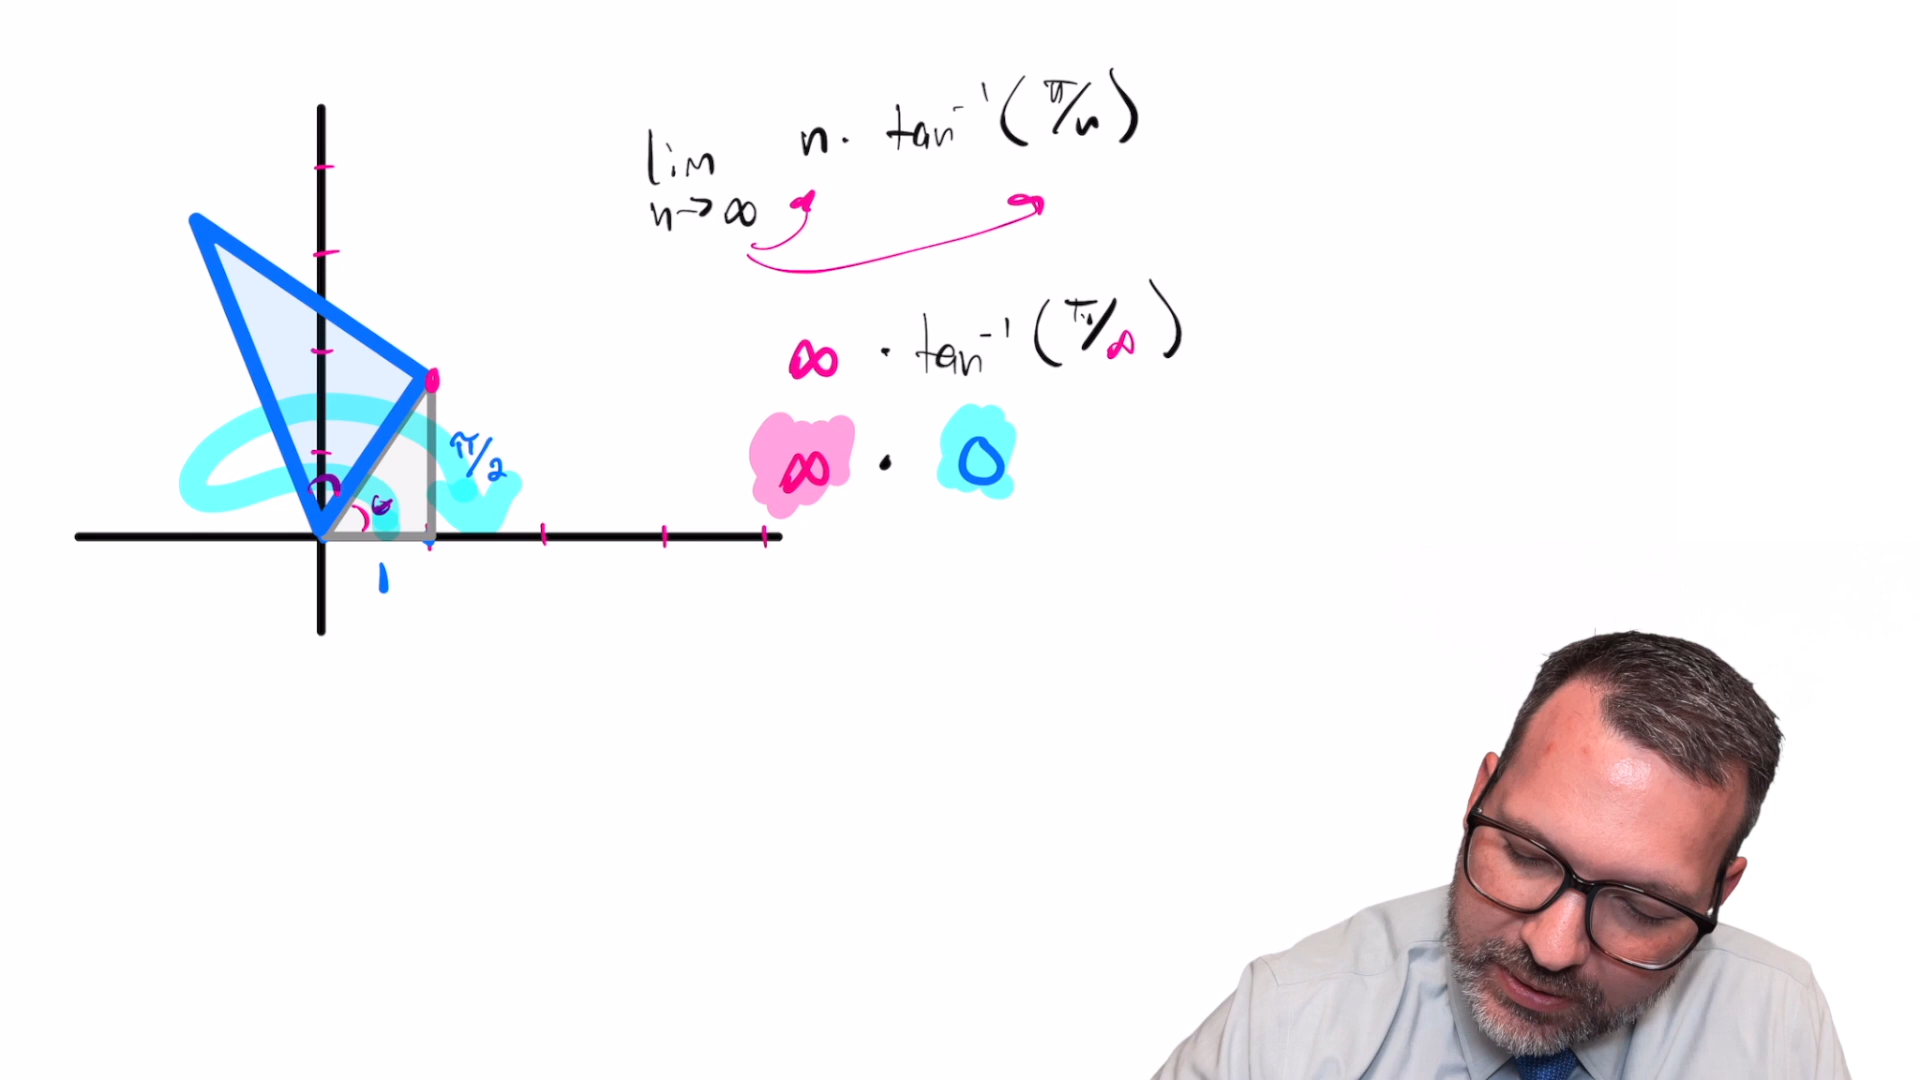 lim n→∞ n · tan⁻¹(π/n)
∞ · tan⁻¹(π/∞)
∞ · 0
π/2
θ
1